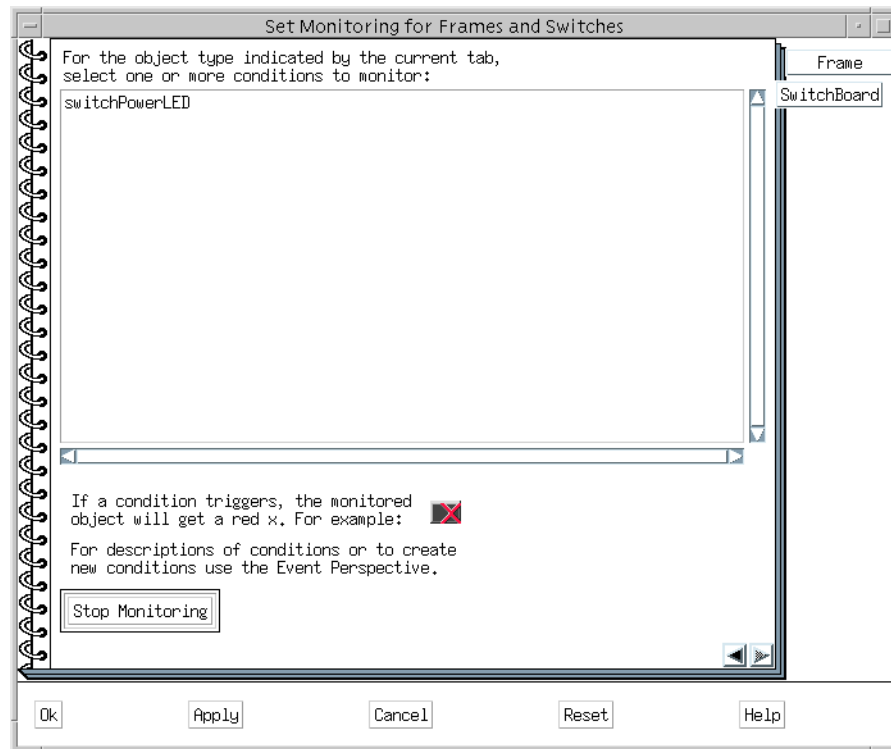 Set Monitoring for Frames and Switches
For the object type indicated by the current tab,
select one or more conditions to monitor:
Frame
SwitchBoard
switchPowerLED
If a condition triggers, the monitored
object will get a red x. For example:
For descriptions of conditions or to create
new conditions use the Event Perspective.
Stop Monitoring
Ok Apply Cancel Reset Help